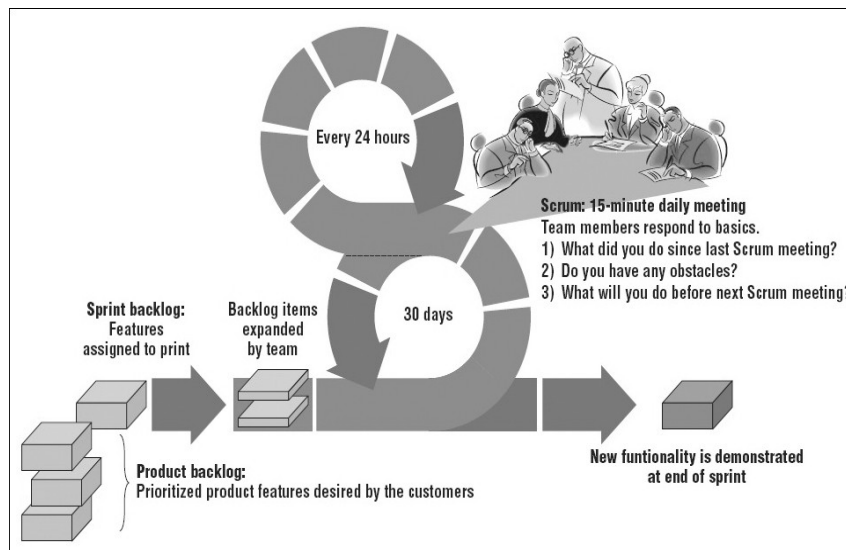 Every 24 hours
Scrum: 15-minute daily meeting
Team members respond to basics.
1) What did you do since last Scrum meeting?
2) Do you have any obstacles?
3) What will you do before next Scrum meeting?
30 days
Sprint backlog:
Features
assigned to print
Backlog items
expanded
by team
Product backlog:
Prioritized product features desired by the customers
New funtionality is demonstrated
at end of sprint